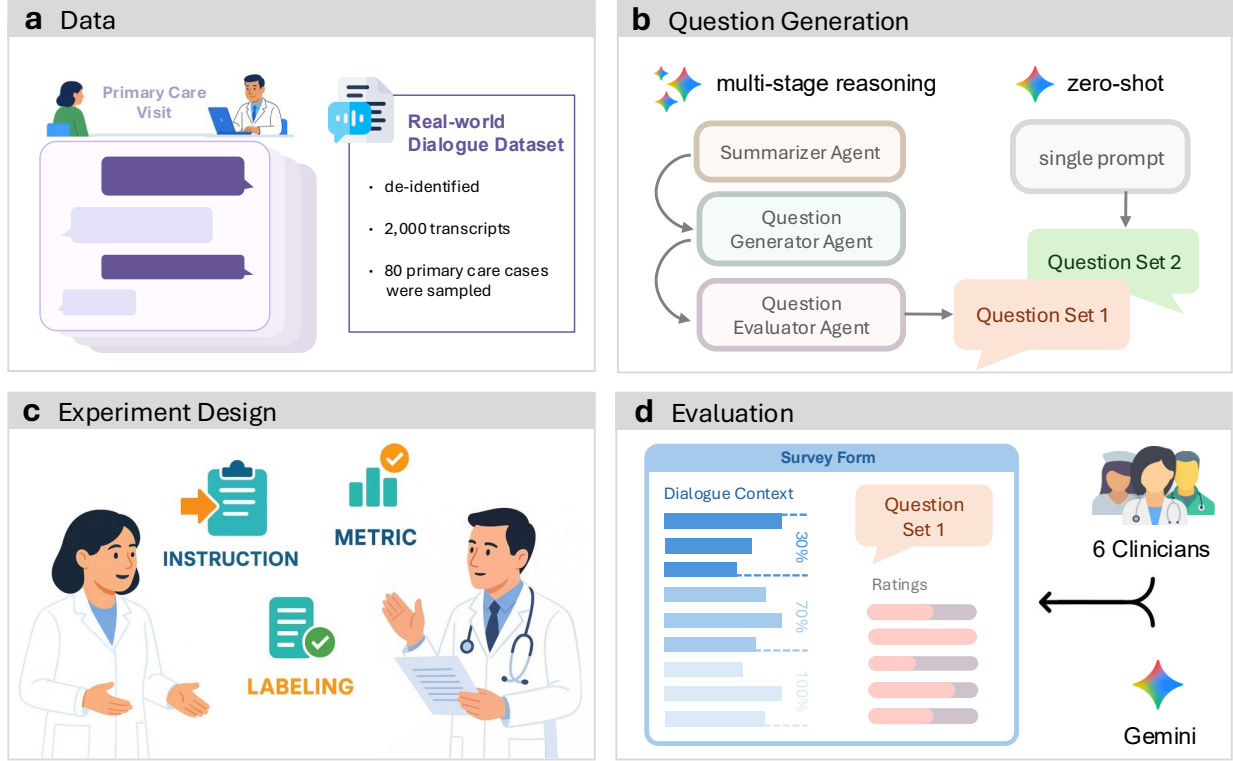 a Data
Primary Care
Visit
Real-world
Dialogue Dataset
• de-identified
• 2,000 transcripts
• 80 primary care cases
were sampled
b Question Generation
multi-stage reasoning
zero-shot
Summarizer Agent
single prompt
Question
Generator Agent
Question Set 2
Question
Evaluator Agent
Question Set 1
c Experiment Design
INSTRUCTION
METRIC
LABELING
d Evaluation
Survey Form
Dialogue Context
30%
70%
100%
Question
Set 1
Ratings
6 Clinicians
Gemini